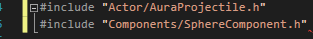 #include "Actor/AuraProjectile.h"
#include "Components/SphereComponent.h"